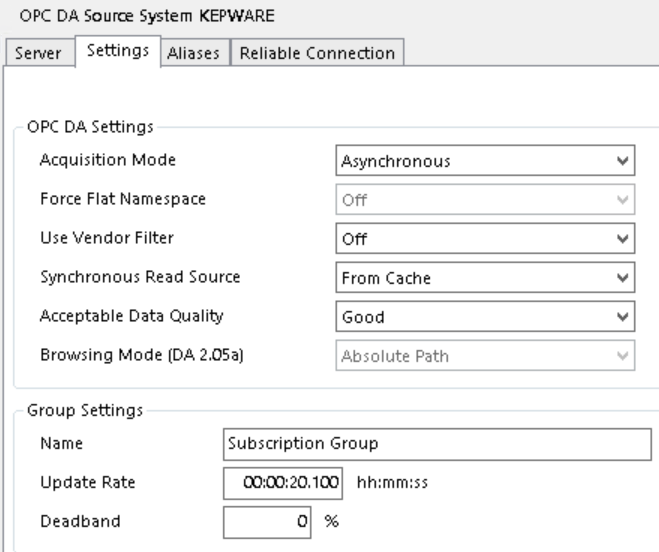 OPC DA Source System KEPWARE
Server Settings Aliases Reliable Connection
OPC DA Settings
Acquisition Mode Asynchronous
Force Flat Namespace Off
Use Vendor Filter Off
Synchronous Read Source From Cache
Acceptable Data Quality Good
Browsing Mode (DA 2.05a) Absolute Path
Group Settings
Name Subscription Group
Update Rate 00:00:20.100 hh:mm:ss
Deadband 0 %